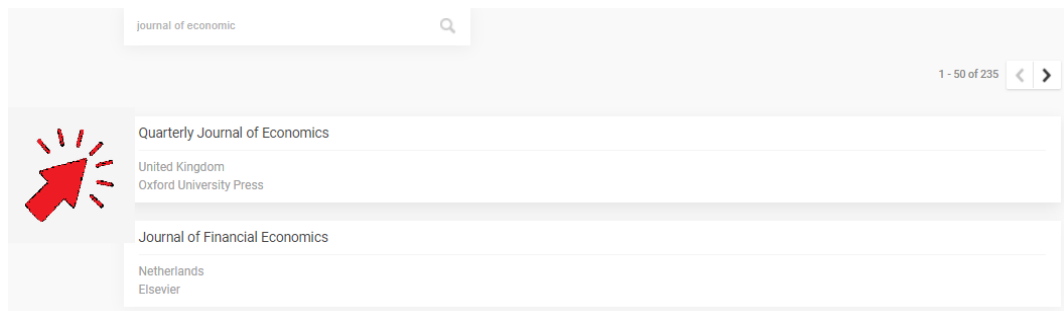 journal of economic
1 - 50 of 235
Quarterly Journal of Economics
United Kingdom
Oxford University Press
Journal of Financial Economics
Netherlands
Elsevier